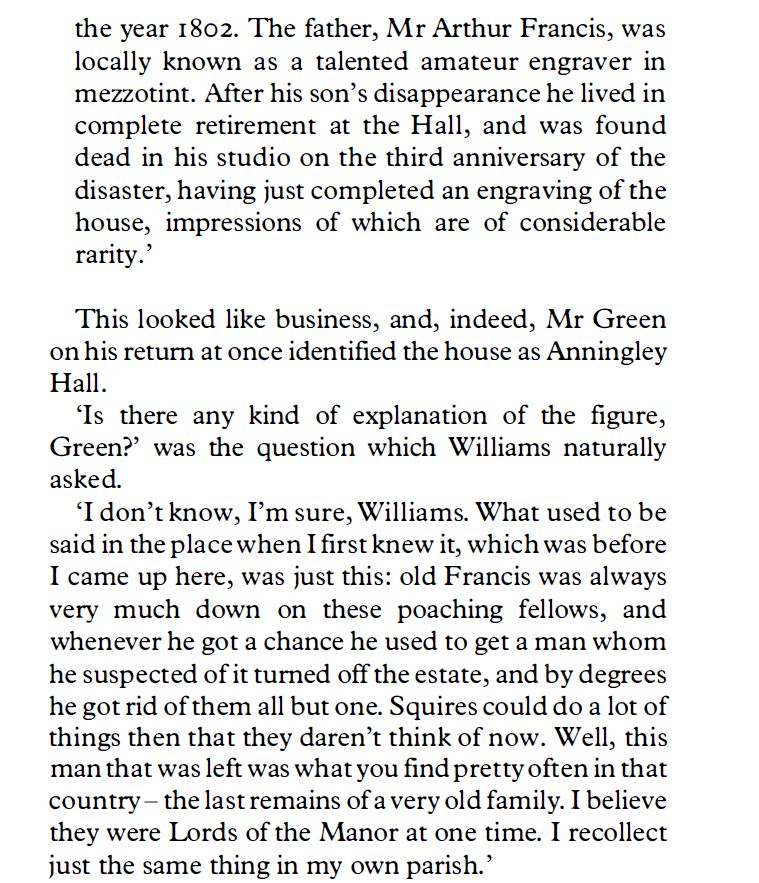 the year 1802. The father, Mr Arthur Francis, was
locally known as a talented amateur engraver in
mezzotint. After his son’s disappearance he lived in
complete retirement at the Hall, and was found
dead in his studio on the third anniversary of the
disaster, having just completed an engraving of the
house, impressions of which are of considerable
rarity.’
This looked like business, and, indeed, Mr Green
on his return at once identified the house as Anningley
Hall.
‘Is there any kind of explanation of the figure,
Green?’ was the question which Williams naturally
asked.
‘I don’t know, I’m sure, Williams. What used to be
said in the place when I first knew it, which was before
I came up here, was just this: old Francis was always
very much down on these poaching fellows, and
whenever he got a chance he used to get a man whom
he suspected of it turned off the estate, and by degrees
he got rid of them all but one. Squires could do a lot of
things then that they daren’t think of now. Well, this
man that was left was what you find pretty often in that
country – the last remains of a very old family. I believe
they were Lords of the Manor at one time. I recollect
just the same thing in my own parish.’